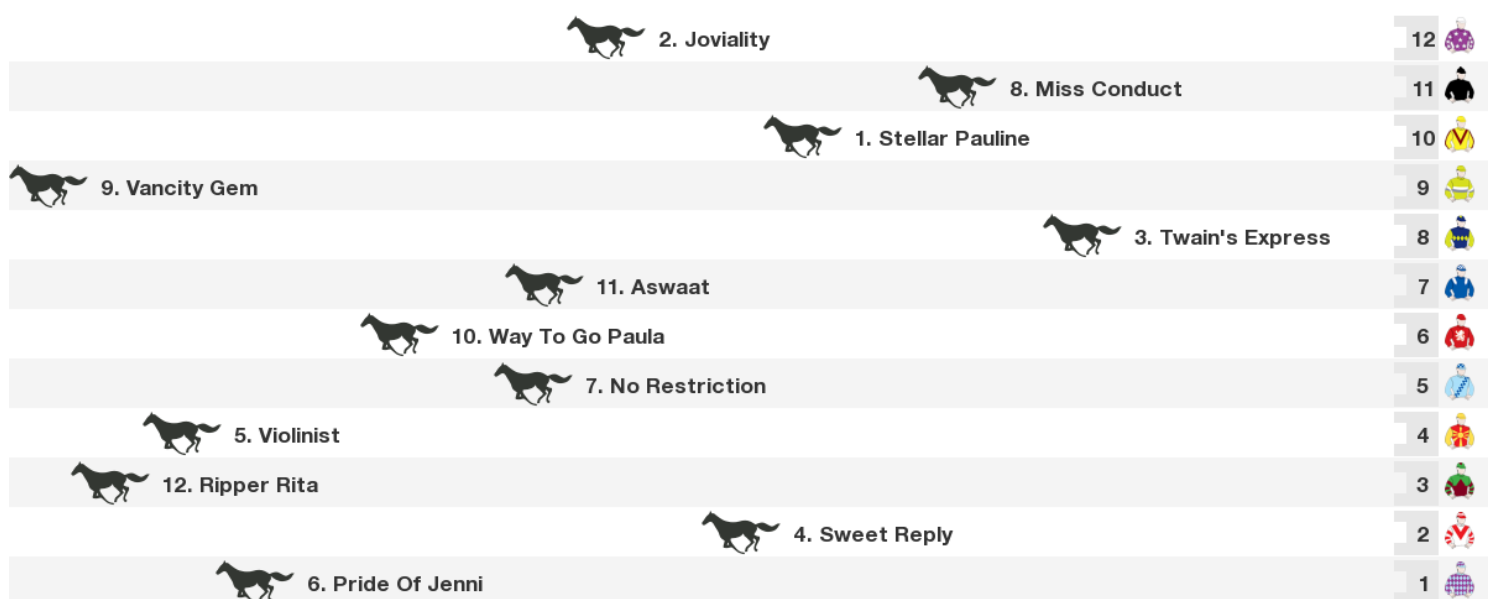 2. Joviality 12
8. Miss Conduct 11
1. Stellar Pauline 10
9. Vancity Gem 9
3. Twain's Express 8
11. Aswaat 7
10. Way To Go Paula 6
7. No Restriction 5
5. Violinist 4
12. Ripper Rita 3
4. Sweet Reply 2
6. Pride Of Jenni 1